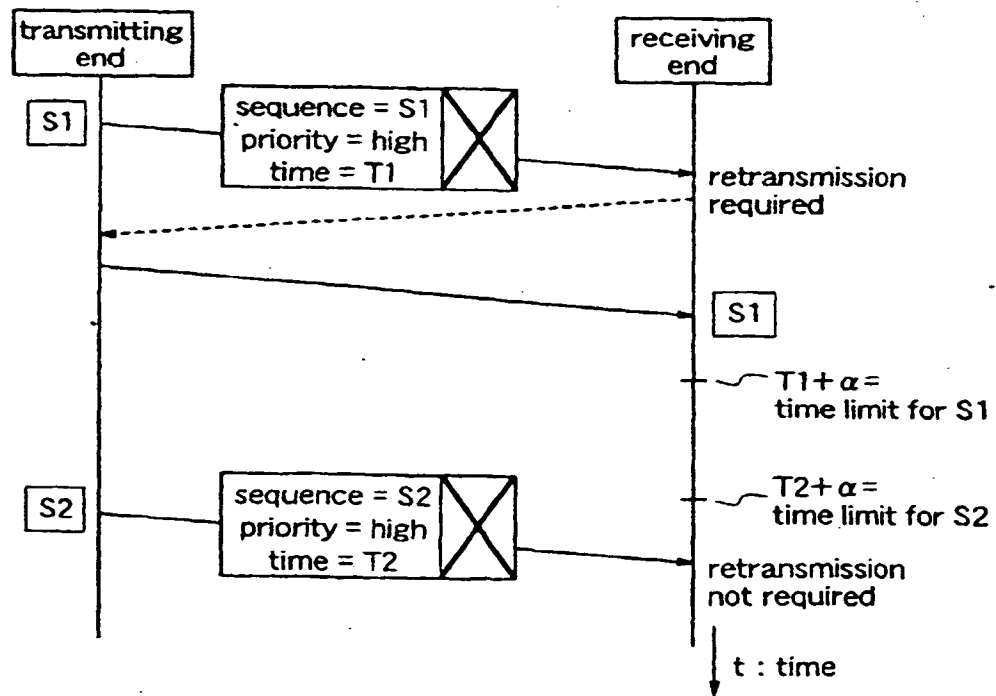 transmitting
end
receiving
end
S1
sequence = S1
priority = high
time = T1
retransmission
required
S1
T1+ α =
time limit for S1
T2+ α =
time limit for S2
S2
sequence = S2
priority = high
time = T2
retransmission
not required
t : time